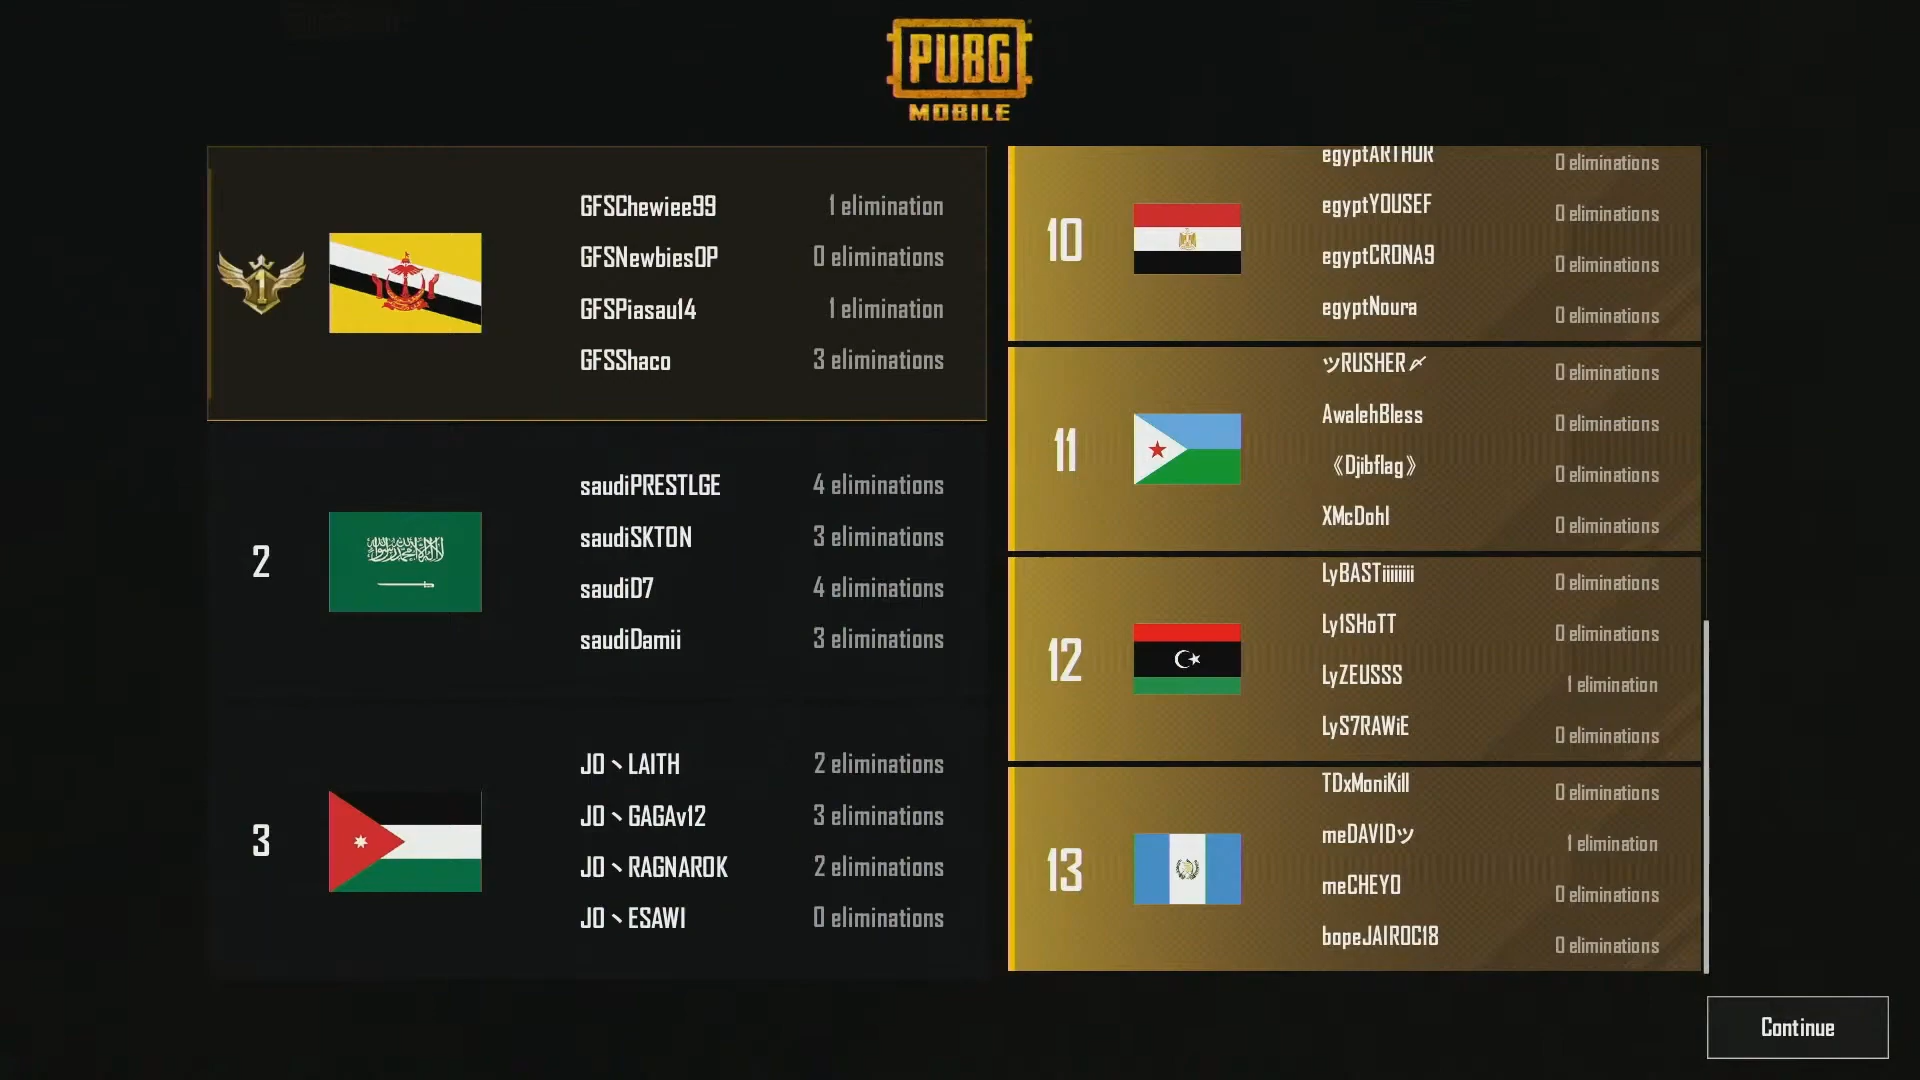 PUBG
MOBILE
1
GFSChewiee99 1 elimination
GFSNewbiesOP 0 eliminations
GFSPiasau14 1 elimination
GFSShaco 3 eliminations
2
saudiPRESTLGE 4 eliminations
saudiSKTON 3 eliminations
saudiD7 4 eliminations
saudiDamii 3 eliminations
3
JO丶LAITH 2 eliminations
JO丶GAGAv12 3 eliminations
JO丶RAGNAROK 2 eliminations
JO丶ESAWI 0 eliminations
10
egyptARTHUR 0 eliminations
egyptYOUSEF 0 eliminations
egyptCRONA9 0 eliminations
egyptNoura 0 eliminations
11
ツRUSHER〆 0 eliminations
AwalehBless 0 eliminations
《Djibflag》 0 eliminations
XMcDohl 0 eliminations
12
LyBASTiiiiiiii 0 eliminations
Ly1SHoTT 0 eliminations
LyZEUSSS 1 elimination
LyS7RAWiE 0 eliminations
13
TDxMoniKill 0 eliminations
meDAVIDツ 1 elimination
meCHEYO 0 eliminations
bopeJAIROC18 0 eliminations
Continue